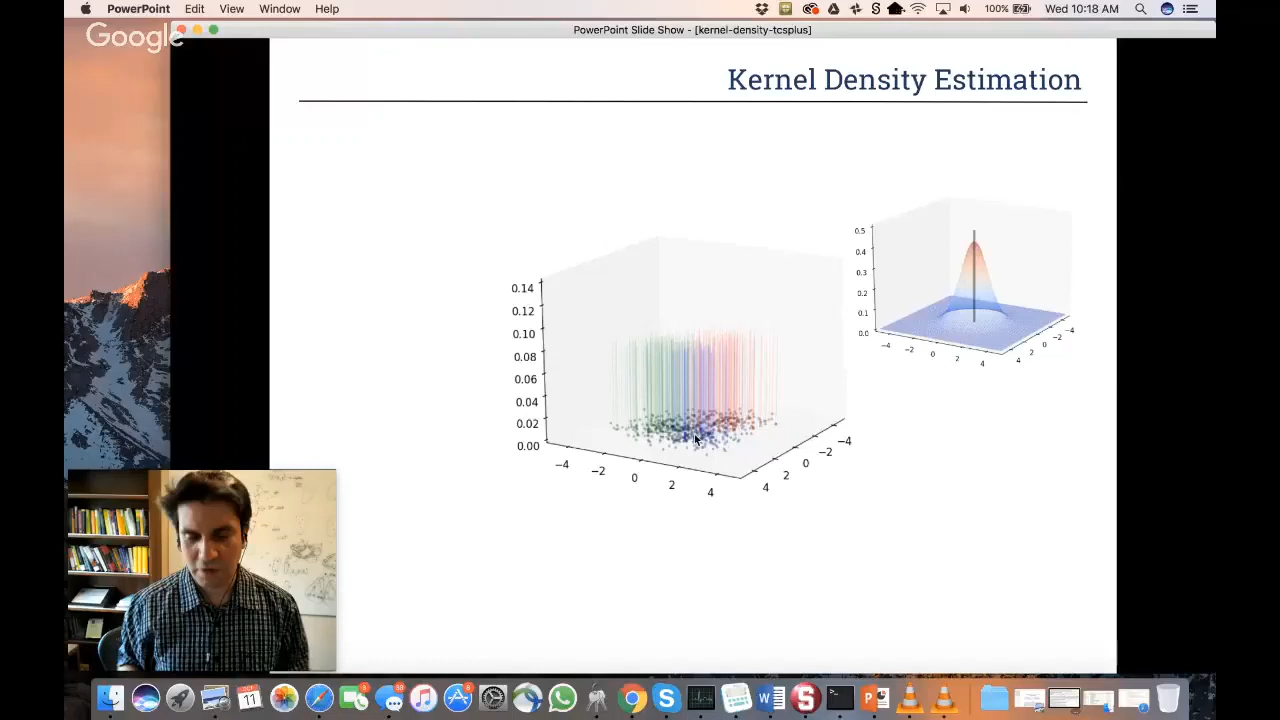 PowerPoint Edit View Window Help 100% Wed 10:18 AM
Google
PowerPoint Slide Show - [kernel-density-tcsplus]
Kernel Density Estimation
0.5
0.4
0.3
0.2
0.1
0.0
−4 −2 0 2 4
4 2 0 −2 −4
0.14
0.12
0.10
0.08
0.06
0.04
0.02
0.00
−4 −2 0 2 4
4 2 0 −2 −4
OCT
11